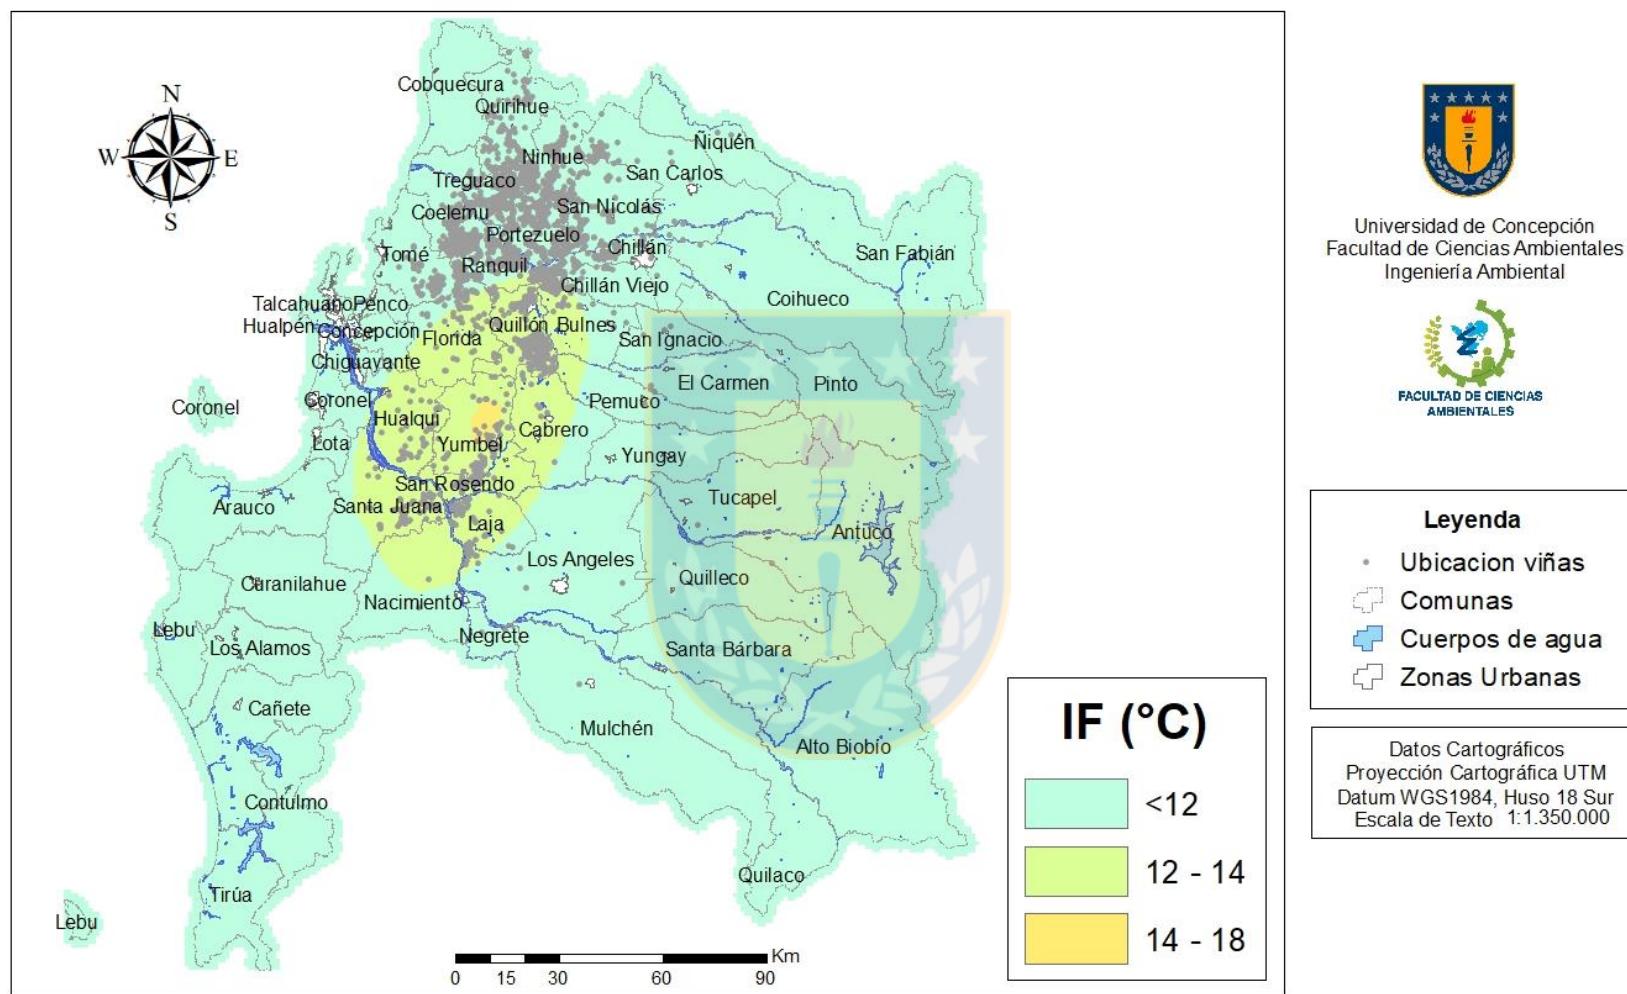 N
W E
S
Cobquecura
Quirihue
Ñiquén
Ninhue
San Carlos
Treguaco
Coelemu
San Nicolás
Portezuelo
Chillán
Tomé
San Fabián
Ranquil
Chillán Viejo
Coihueco
Talcahuano
Penco
Hualpén
Concepción
Florida
Quillón
Bulnes
San Ignacio
Chiguayante
El Carmen
Pinto
Coronel
Coronel
Pemuco
Hualqui
Cabrero
Lota
Yumbel
Yungay
San Rosendo
Tucapel
Arauco
Santa Juana
Laja
Antuco
Los Angeles
Curanilahue
Quilleco
Nacimiento
Lebu
Negrete
Los Alamos
Santa Bárbara
Cañete
Mulchén
Alto Biobío
Contulmo
Quilaco
Tirúa
Lebu
Km
0 15 30 60 90
IF (°C)
<12
12 - 14
14 - 18
Universidad de Concepción
Facultad de Ciencias Ambientales
Ingeniería Ambiental
FACULTAD DE CIENCIAS
AMBIENTALES
Leyenda
Ubicacion viñas
Comunas
Cuerpos de agua
Zonas Urbanas
Datos Cartográficos
Proyección Cartográfica UTM
Datum WGS1984, Huso 18 Sur
Escala de Texto 1:1.350.000